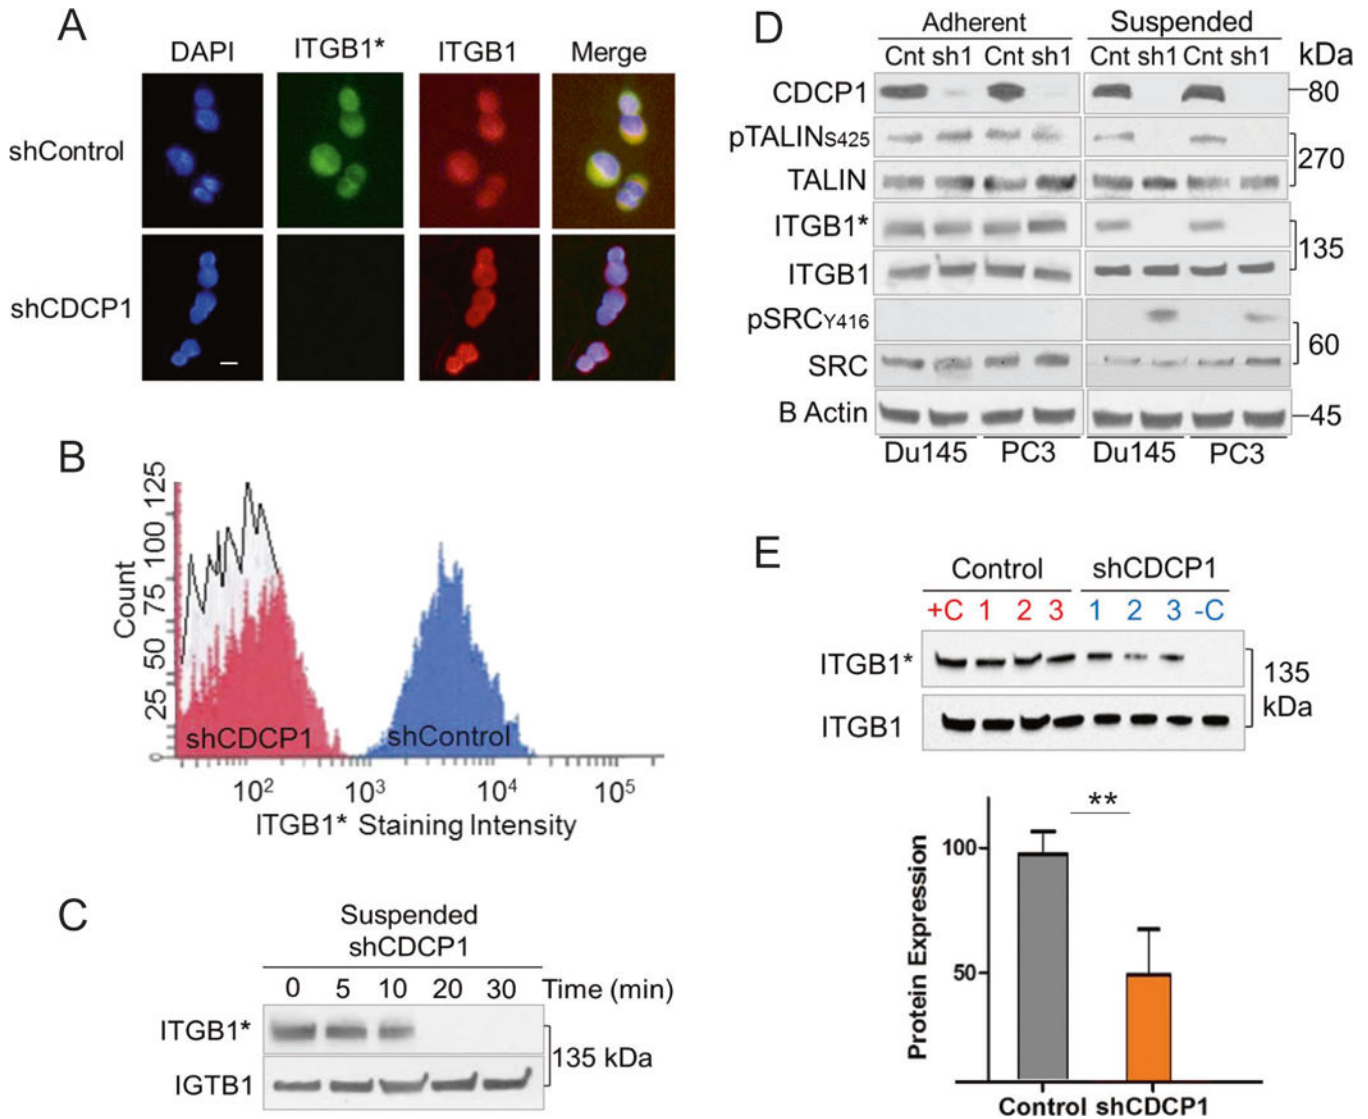 A
DAPI ITGB1* ITGB1 Merge
shControl
shCDCP1
B
Count
125
100
75
50
25
0
shCDCP1 shControl
10² 10³ 10⁴ 10⁵
ITGB1* Staining Intensity
C
Suspended
shCDCP1
0 5 10 20 30 Time (min)
ITGB1*
IGTB1
135 kDa
D
Adherent Suspended
Cnt sh1 Cnt sh1 Cnt sh1 Cnt sh1 kDa
CDCP1 80
pTALINS425
TALIN
270
ITGB1*
ITGB1
135
pSRCY416
SRC
60
B Actin 45
Du145 PC3 Du145 PC3
E
Control shCDCP1
+C 1 2 3 1 2 3 -C
ITGB1*
ITGB1
135
kDa
**
Protein Expression
100
50
Control shCDCP1